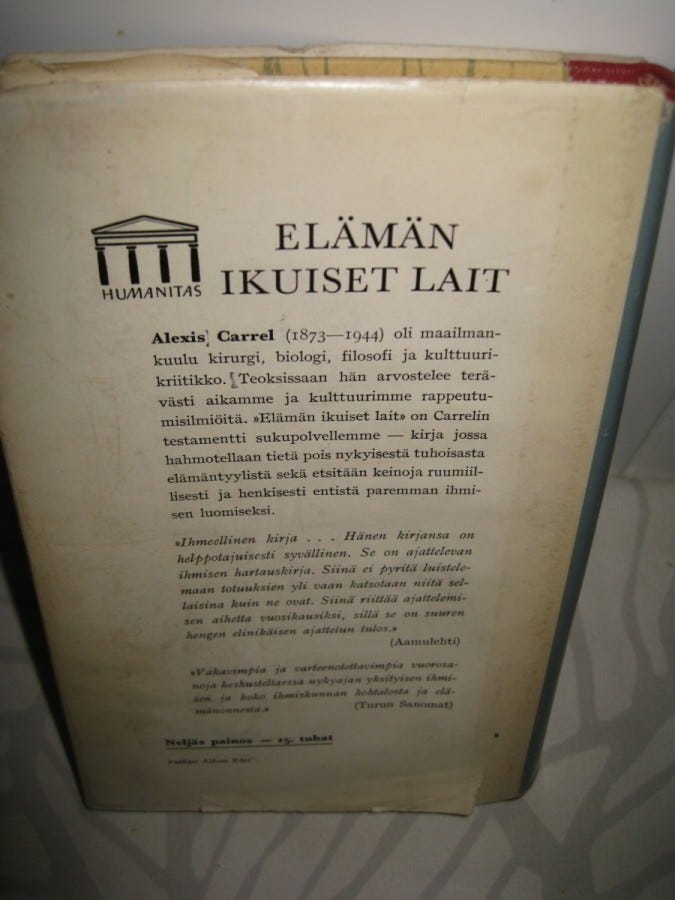 HUMANITAS
ELÄMÄN
IKUISET LAIT
Alexis Carrel (1873—1944) oli maailman-
kuulu kirurgi, biologi, filosofi ja kulttuuri-
kriitikko. Teoksissaan hän arvostelee terä-
västi aikamme ja kulttuurimme rappeutu-
misilmiöitä. »Elämän ikuiset lait» on Carrelin
testamentti sukupolvellemme — kirja jossa
hahmotellaan tietä pois nykyisestä tuhoisasta
elämäntyylistä sekä etsitään keinoja ruumiil-
lisesti ja henkisesti entistä paremman ihmi-
sen luomiseksi.
»Ihmeellinen kirja . . . Hänen kirjansa on
helppotajuisesti syvällinen. Se on ajattelevan
ihmisen hartauskirja. Siinä ei pyritä luistele-
maan totuuksien yli vaan katsotaan niitä sel-
laisina kuin ne ovat. Siinä riittää ajattelemi-
sen aihetta vuosikausiksi, sillä se on suuren
hengen elinikäisen ajattelun tulos.»
(Aamulehti)
»Vakavimpia ja varteenotettavimpia vuorosa-
noja keskusteltaessa nykyajan yksityisen ihmi-
sen ja koko ihmiskunnan kohtalosta ja elä-
mänonnesta.» (Turun Sanomat)
Neljäs painos — 15. tuhat